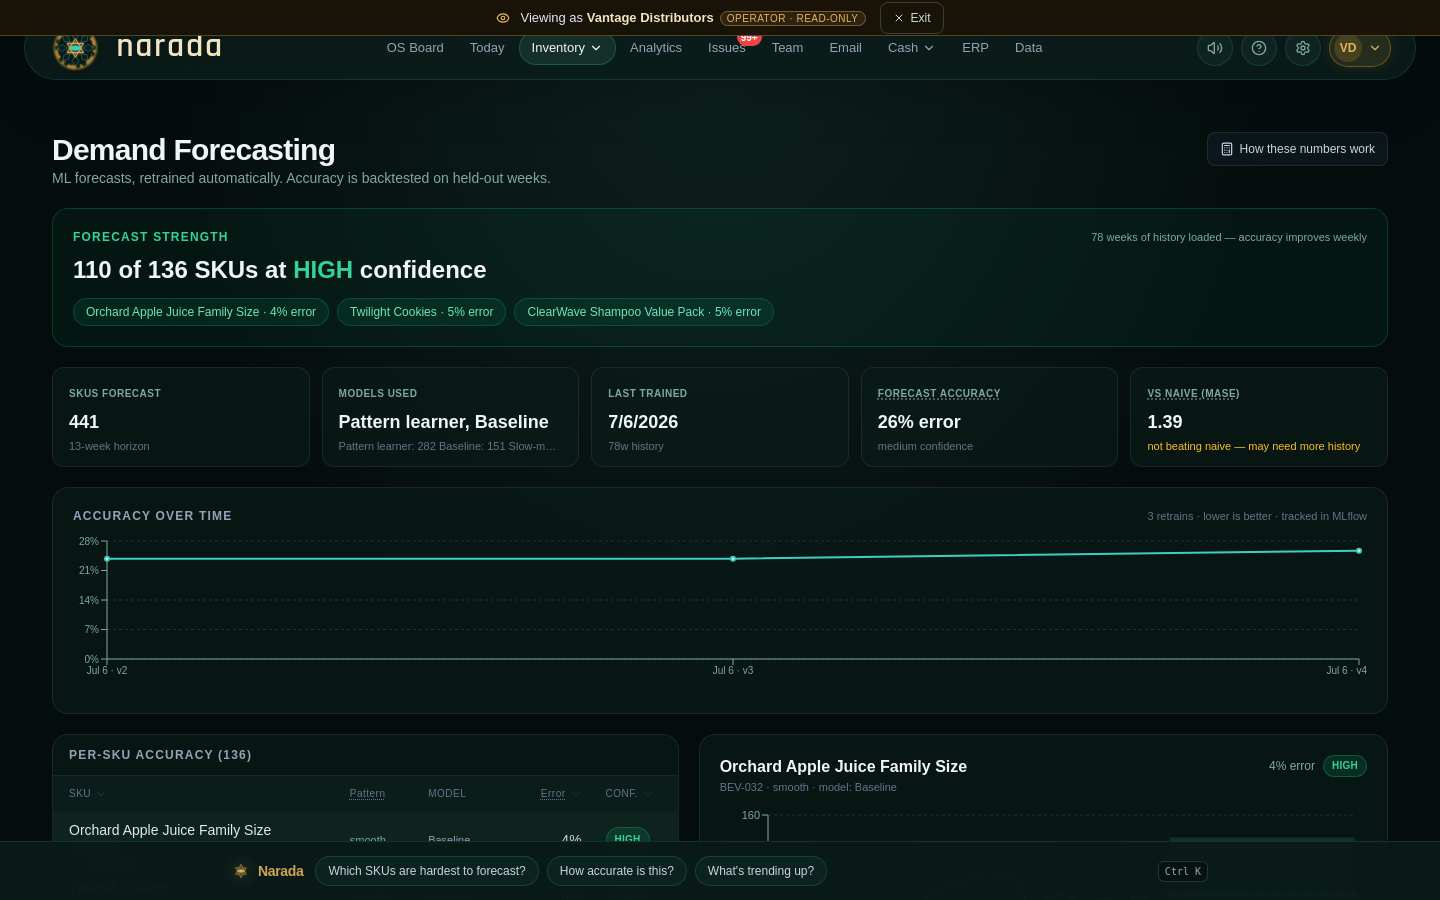 Viewing as Vantage Distributors OPERATOR · READ-ONLY Exit
narada
OS Board Today Inventory Analytics Issues 99+ Team Email Cash ERP Data
VD
Demand Forecasting
ML forecasts, retrained automatically. Accuracy is backtested on held-out weeks.
How these numbers work
FORECAST STRENGTH
78 weeks of history loaded — accuracy improves weekly
110 of 136 SKUs at HIGH confidence
Orchard Apple Juice Family Size · 4% error
Twilight Cookies · 5% error
ClearWave Shampoo Value Pack · 5% error
SKUS FORECAST
441
13-week horizon
MODELS USED
Pattern learner, Baseline
Pattern learner: 282 Baseline: 151 Slow-m…
LAST TRAINED
7/6/2026
78w history
FORECAST ACCURACY
26% error
medium confidence
VS NAIVE (MASE)
1.39
not beating naive — may need more history
ACCURACY OVER TIME
3 retrains · lower is better · tracked in MLflow
28%
21%
14%
7%
0%
Jul 6 · v2
Jul 6 · v3
Jul 6 · v4
PER-SKU ACCURACY (136)
SKU Pattern MODEL Error CONF.
Orchard Apple Juice Family Size
smooth Baseline 4% HIGH
Orchard Apple Juice Family Size
4% error HIGH
BEV-032 · smooth · model: Baseline
160
Narada
Which SKUs are hardest to forecast?
How accurate is this?
What's trending up?
Ctrl K